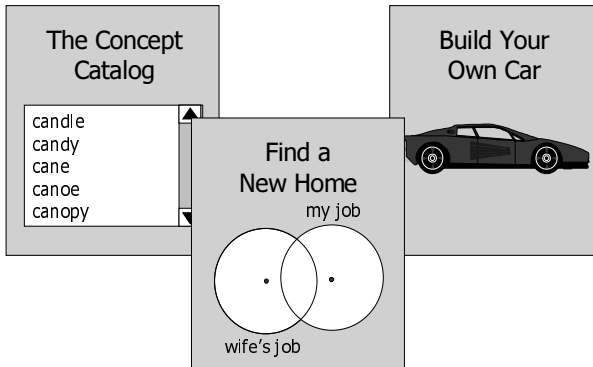 The Concept
Catalog
candle
candy
cane
canoe
canopy
Find a
New Home
my job
wife's job
Build Your
Own Car